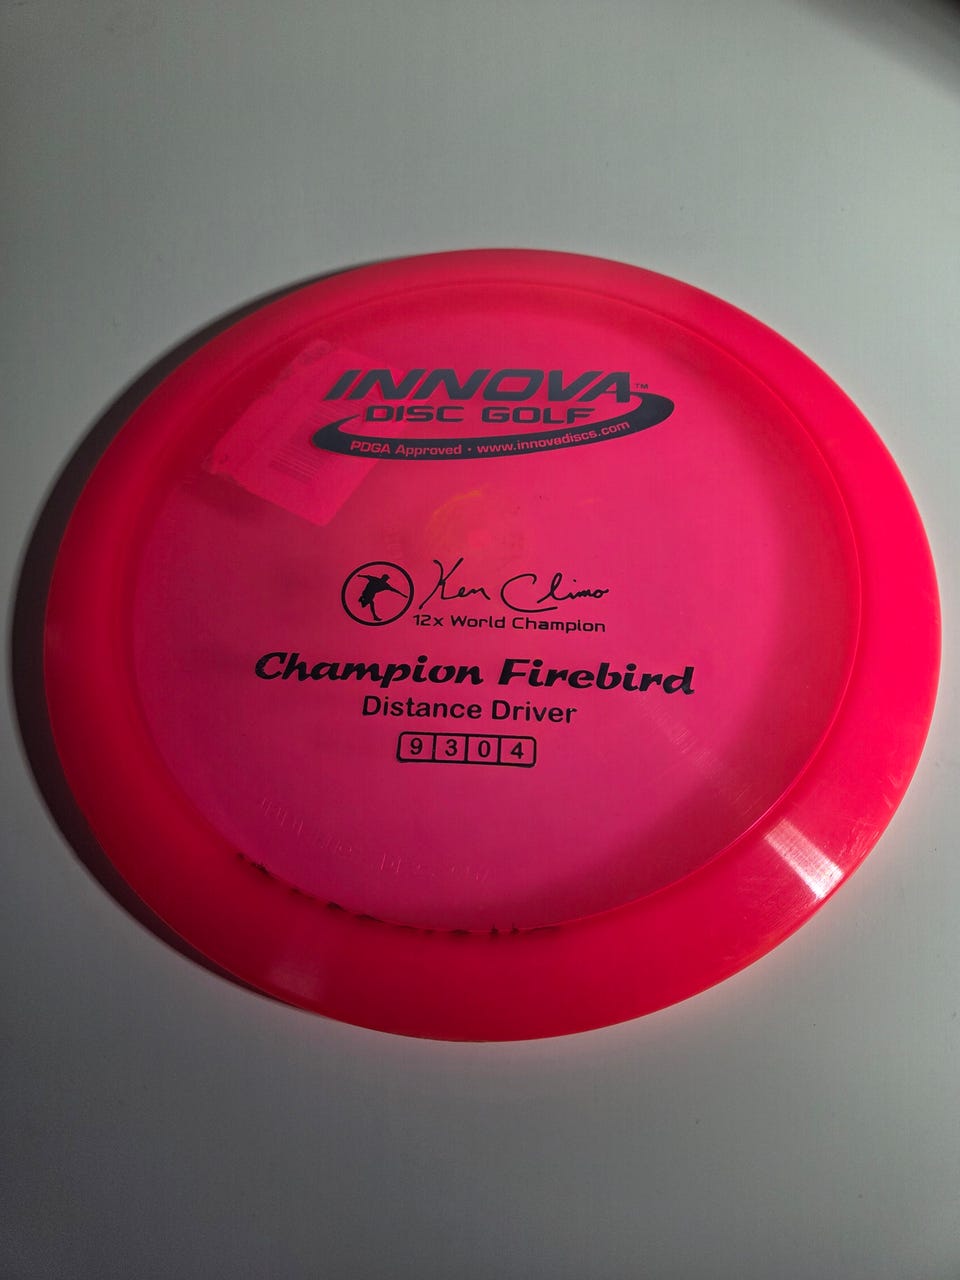 INNOVA™
DISC GOLF
PDGA Approved • www.innovadiscs.com
Ken Climo
12x World Champion
Champion Firebird
Distance Driver
9 3 0 4